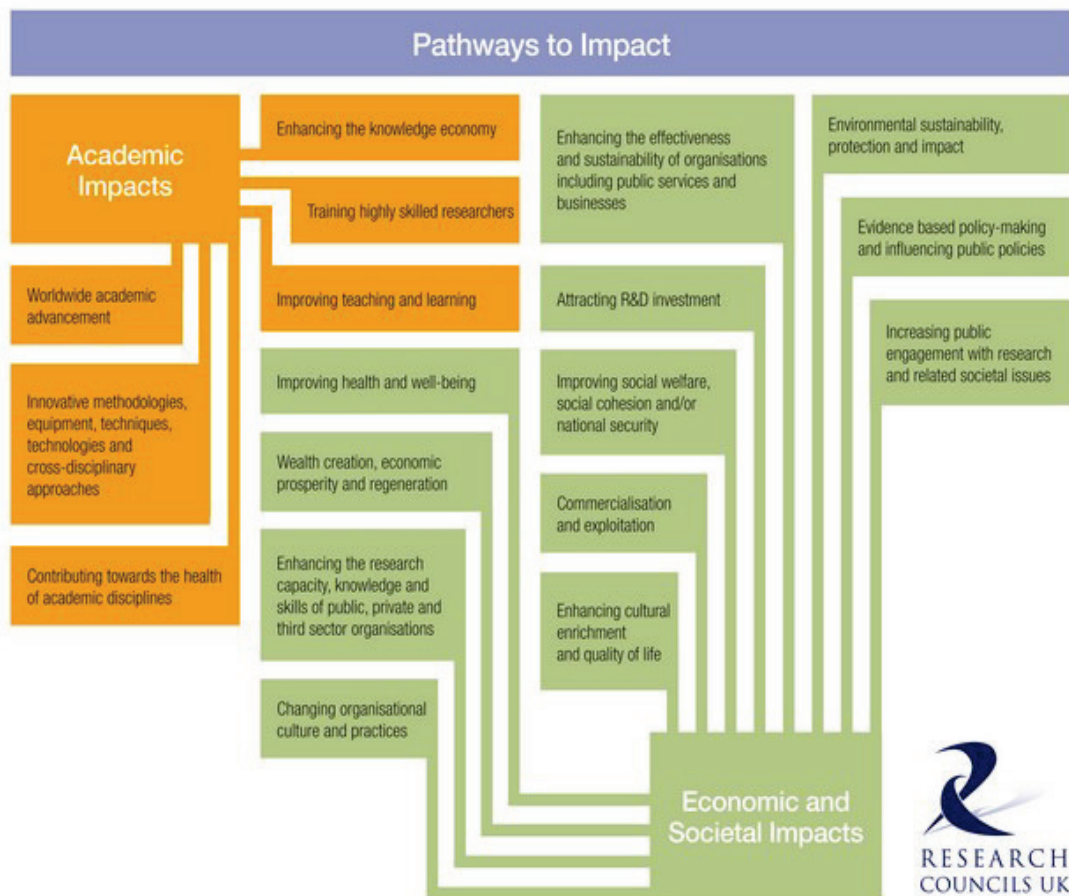 Pathways to Impact
Academic
Impacts
Worldwide academic
advancement
Innovative methodologies,
equipment, techniques,
technologies and
cross-disciplinary
approaches
Contributing towards the health
of academic disciplines
Enhancing the knowledge economy
Training highly skilled researchers
Improving teaching and learning
Improving health and well-being
Wealth creation, economic
prosperity and regeneration
Enhancing the research
capacity, knowledge and
skills of public, private and
third sector organisations
Changing organisational
culture and practices
Enhancing the effectiveness
and sustainability of organisations
including public services and
businesses
Attracting R&D investment
Improving social welfare,
social cohesion and/or
national security
Commercialisation
and exploitation
Enhancing cultural
enrichment
and quality of life
Environmental sustainability,
protection and impact
Evidence based policy-making
and influencing public policies
Increasing public
engagement with research
and related societal issues
Economic and
Societal Impacts
RESEARCH
COUNCILS UK